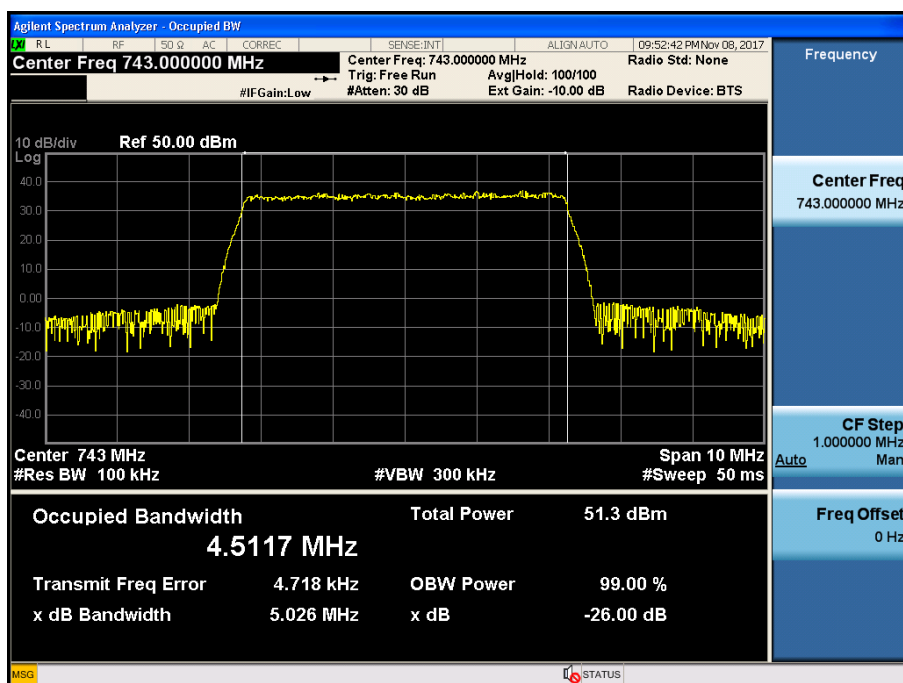 Agilent Spectrum Analyzer - Occupied BW
LXI RL RF 50 Ω AC CORREC SENSE:INT ALIGN AUTO 09:52:42 PM Nov 08, 2017
Center Freq 743.000000 MHz
Center Freq: 743.000000 MHz Radio Std: None
Trig: Free Run Avg|Hold: 100/100
#IFGain:Low #Atten: 30 dB Ext Gain: -10.00 dB Radio Device: BTS
10 dB/div Ref 50.00 dBm
Log
40.0
30.0
20.0
10.0
0.00
-10.0
-20.0
-30.0
-40.0
Center 743 MHz Span 10 MHz
#Res BW 100 kHz #VBW 300 kHz #Sweep 50 ms
Occupied Bandwidth Total Power 51.3 dBm
4.5117 MHz
Transmit Freq Error 4.718 kHz OBW Power 99.00 %
x dB Bandwidth 5.026 MHz x dB -26.00 dB
MSG STATUS
Frequency
Center Freq
743.000000 MHz
CF Step
1.000000 MHz
Auto Man
Freq Offset
0 Hz